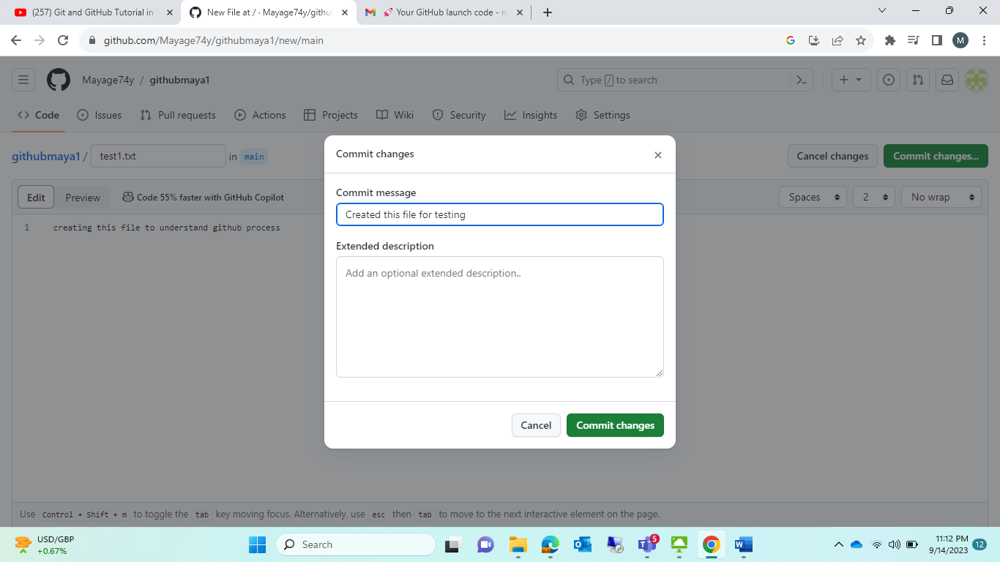 (257) Git and GitHub Tutorial in
New File at / · Mayage74y/githu
Your GitHub launch code - m
github.com/Mayage74y/githubmaya1/new/main
G
M
Mayage74y / githubmaya1
Type / to search
Code
Issues
Pull requests
Actions
Projects
Wiki
Security
Insights
Settings
githubmaya1 / test1.txt in main
Cancel changes
Commit changes...
Edit
Preview
Code 55% faster with GitHub Copilot
Spaces
2
No wrap
1 creating this file to understand github process
Commit changes
Commit message
Created this file for testing
Extended description
Add an optional extended description..
Cancel
Commit changes
Use Control + Shift + m to toggle the tab key moving focus. Alternatively, use esc then tab to move to the next interactive element on the page.
USD/GBP
+0.67%
Search
5
11:12 PM
9/14/2023
12